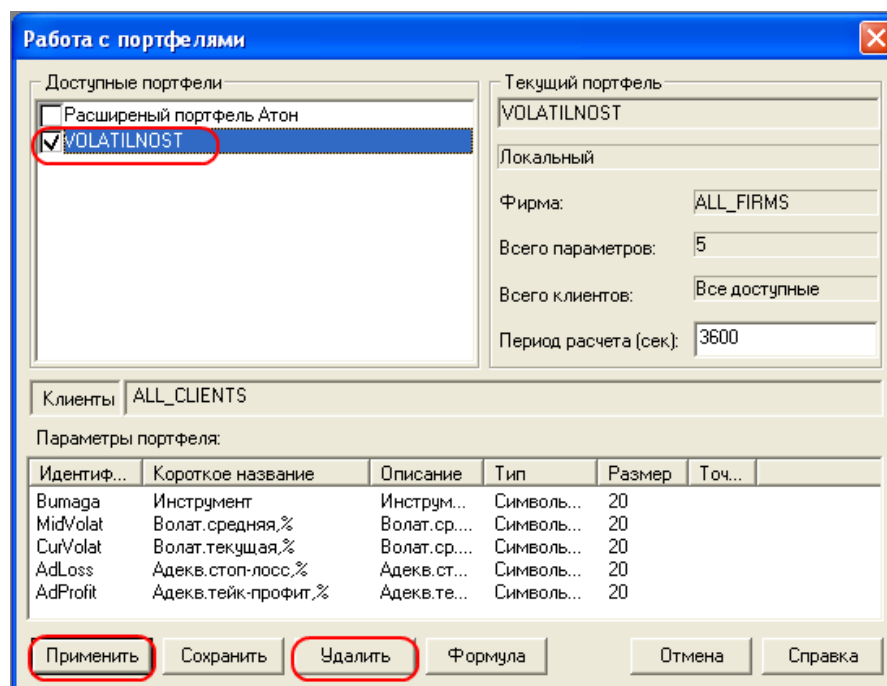 Работа с портфелями
Доступные портфели
Расширеный портфель Атон
VOLATILNOST
Текущий портфель
VOLATILNOST
Локальный
Фирма: ALL_FIRMS
Всего параметров: 5
Всего клиентов: Все доступные
Период расчета (сек): 3600
Клиенты ALL_CLIENTS
Параметры портфеля:
Идентиф... Короткое название Описание Тип Размер Точ...
Bumaga Инструмент Инструм... Символь... 20
MidVolat Волат.средняя,% Волат.ср.... Символь... 20
CurVolat Волат.текущая,% Волат.ср.... Символь... 20
AdLoss Адекв.стоп-лосс,% Адекв.ст... Символь... 20
AdProfit Адекв.тейк-профит,% Адекв.те... Символь... 20
Применить Сохранить Удалить Формула Отмена Справка